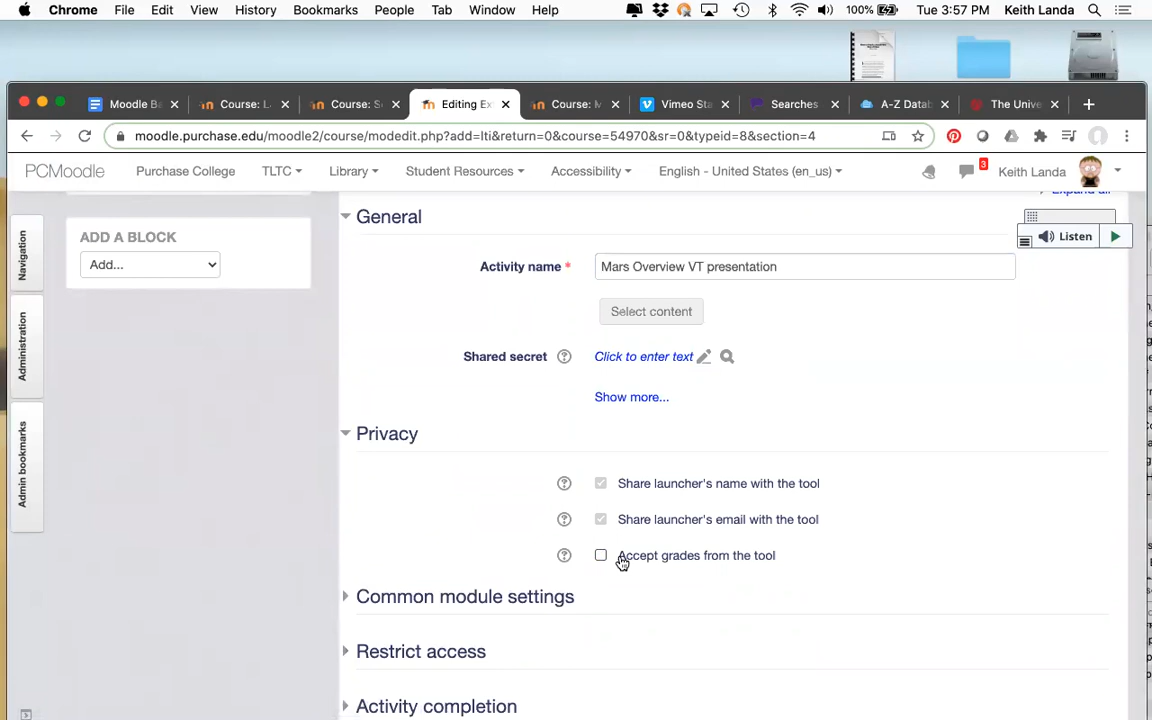 Chrome File Edit View History Bookmarks People Tab Window Help 100% Tue 3:57 PM Keith Landa
Moodle Ba Course: L Course: S Editing Ex Course: M Vimeo Sta Searches A-Z Datab The Unive
moodle.purchase.edu/moodle2/course/modedit.php?add=lti&return=0&course=54970&sr=0&typeid=8&section=4
PCMoodle Purchase College TLTC Library Student Resources Accessibility English - United States (en_us) 3 Keith Landa
Expand all
General
Listen
ADD A BLOCK
Add...
Navigation
Administration
Admin bookmarks
Activity name * Mars Overview VT presentation
Select content
Shared secret Click to enter text
Show more...
Privacy
Share launcher's name with the tool
Share launcher's email with the tool
Accept grades from the tool
Common module settings
Restrict access
Activity completion